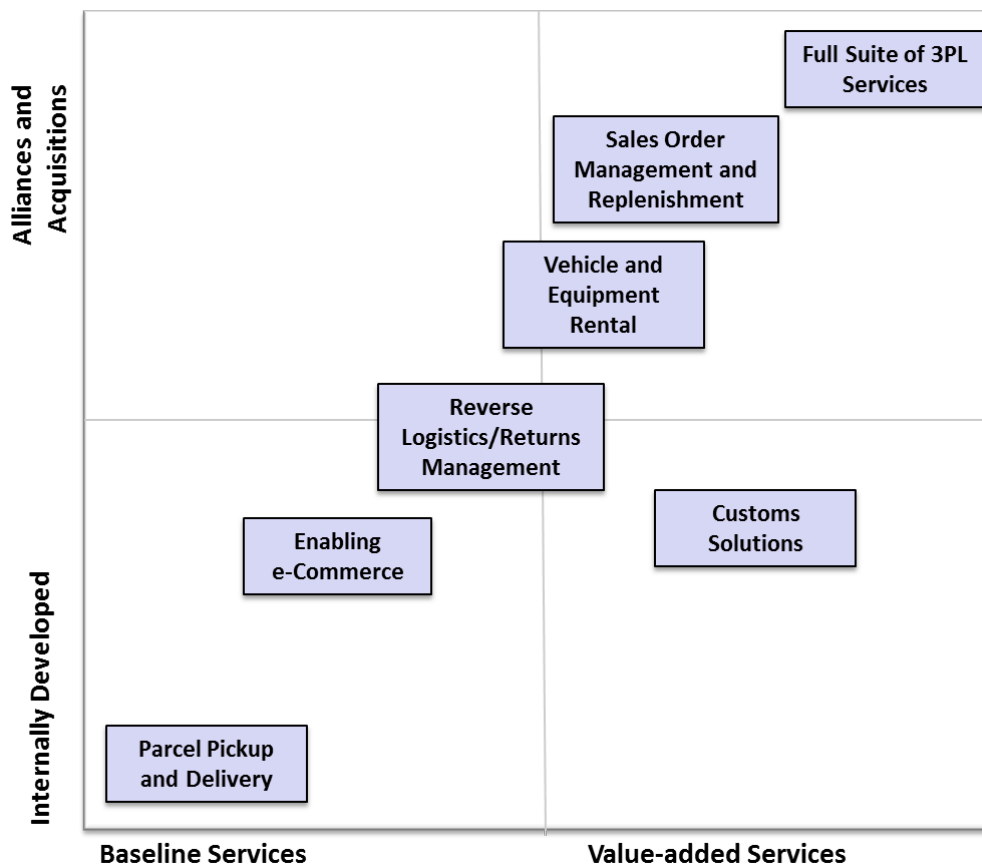 Alliances and
Acquisitions
Internally Developed
Full Suite of 3PL
Services
Sales Order
Management and
Replenishment
Vehicle and
Equipment
Rental
Reverse
Logistics/Returns
Management
Customs
Solutions
Enabling
e-Commerce
Parcel Pickup
and Delivery
Baseline Services
Value-added Services